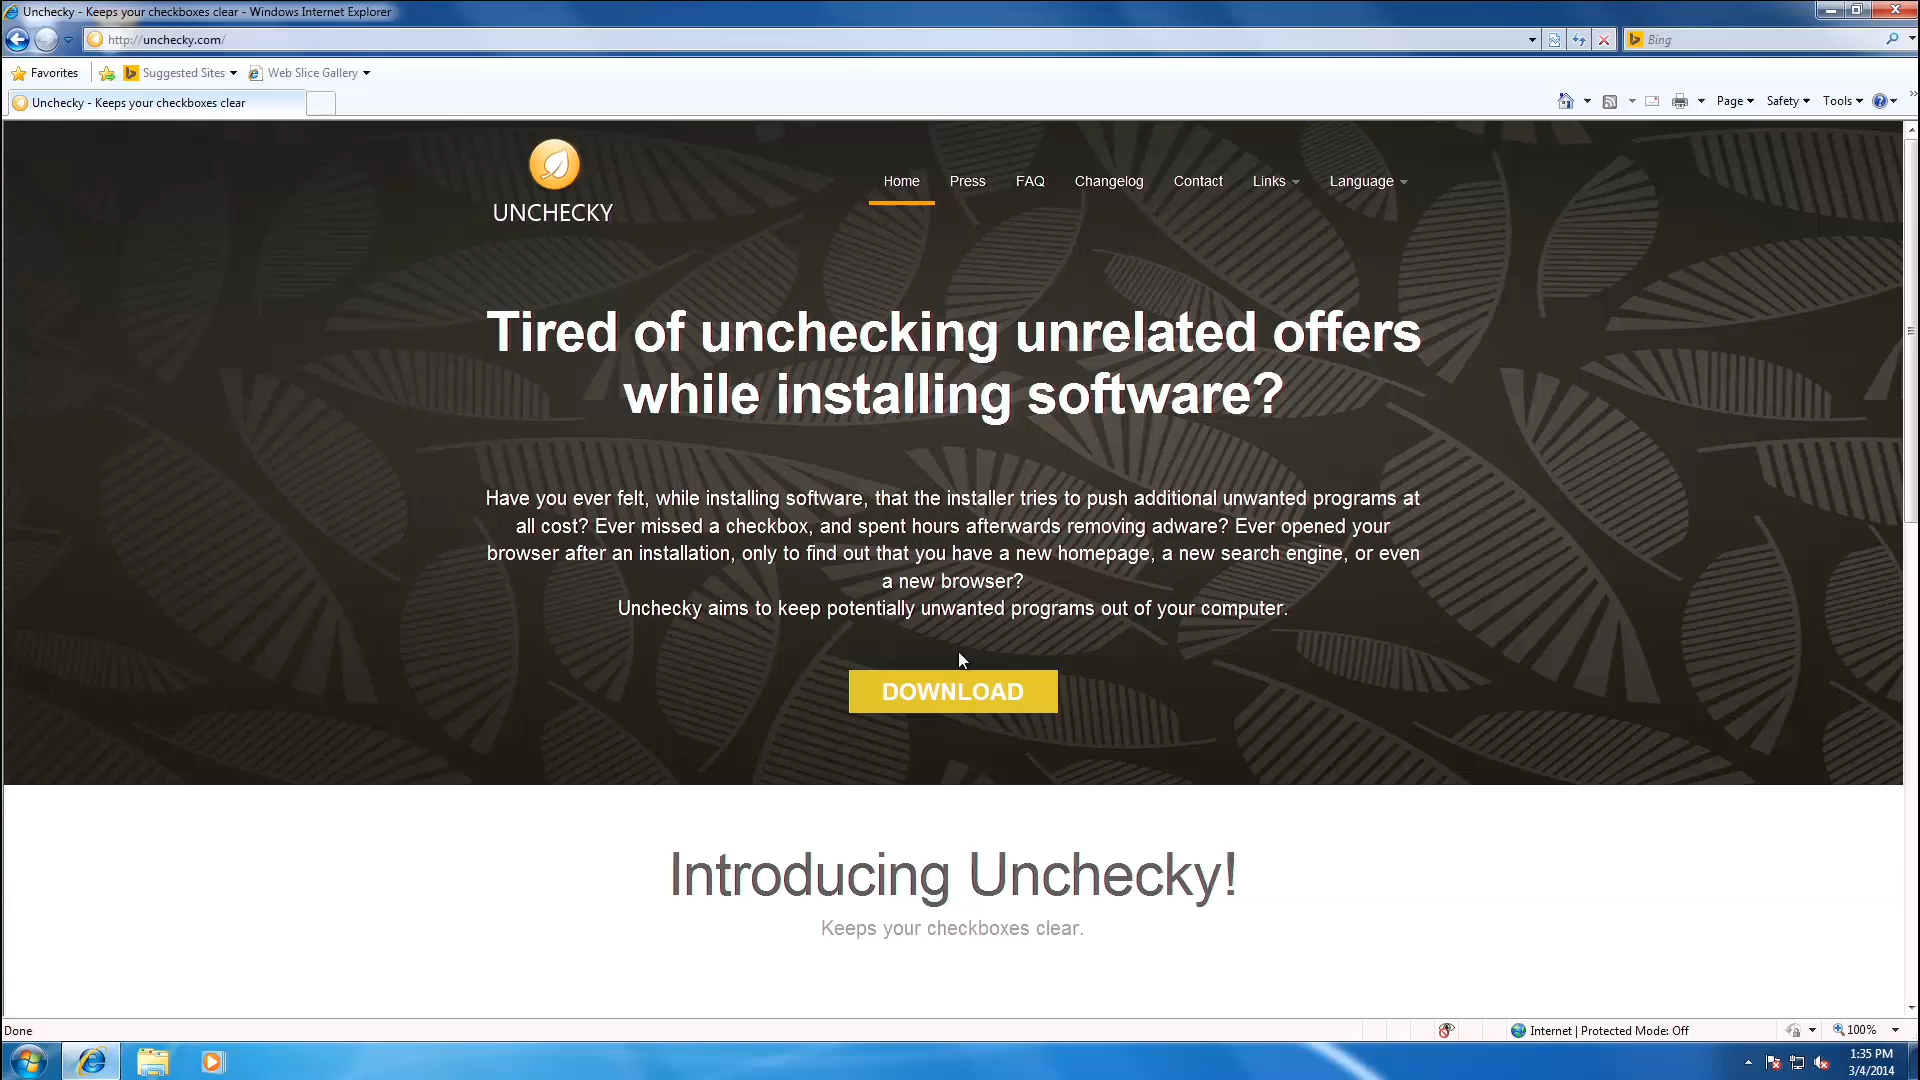 Unchecky - Keeps your checkboxes clear - Windows Internet Explorer
http://unchecky.com/
Bing
Favorites
Suggested Sites
Web Slice Gallery
Unchecky - Keeps your checkboxes clear
Page
Safety
Tools
UNCHECKY
Home
Press
FAQ
Changelog
Contact
Links
Language
Tired of unchecking unrelated offers
while installing software?
Have you ever felt, while installing software, that the installer tries to push additional unwanted programs at
all cost? Ever missed a checkbox, and spent hours afterwards removing adware? Ever opened your
browser after an installation, only to find out that you have a new homepage, a new search engine, or even
a new browser?
Unchecky aims to keep potentially unwanted programs out of your computer.
DOWNLOAD
Introducing Unchecky!
Keeps your checkboxes clear.
Done
Internet | Protected Mode: Off
100%
1:35 PM
3/4/2014